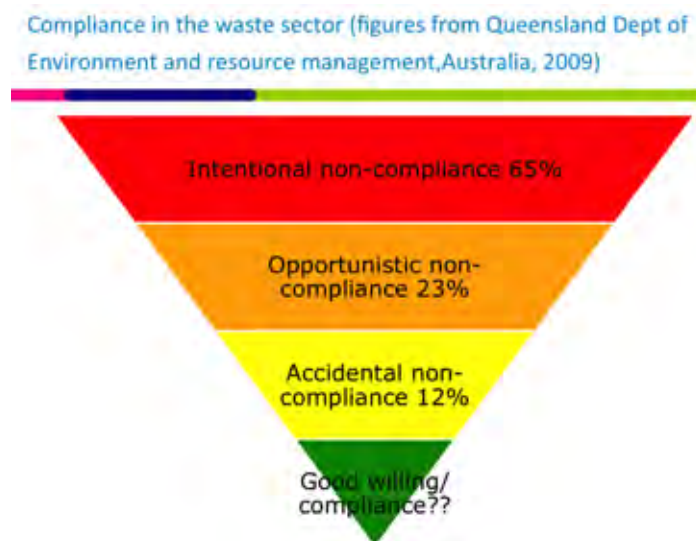 Compliance in the waste sector (figures from Queensland Dept of
Environment and resource management,Australia, 2009)
Intentional non-compliance 65%
Opportunistic non-
compliance 23%
Accidental non-
compliance 12%
Good willing/
compliance??